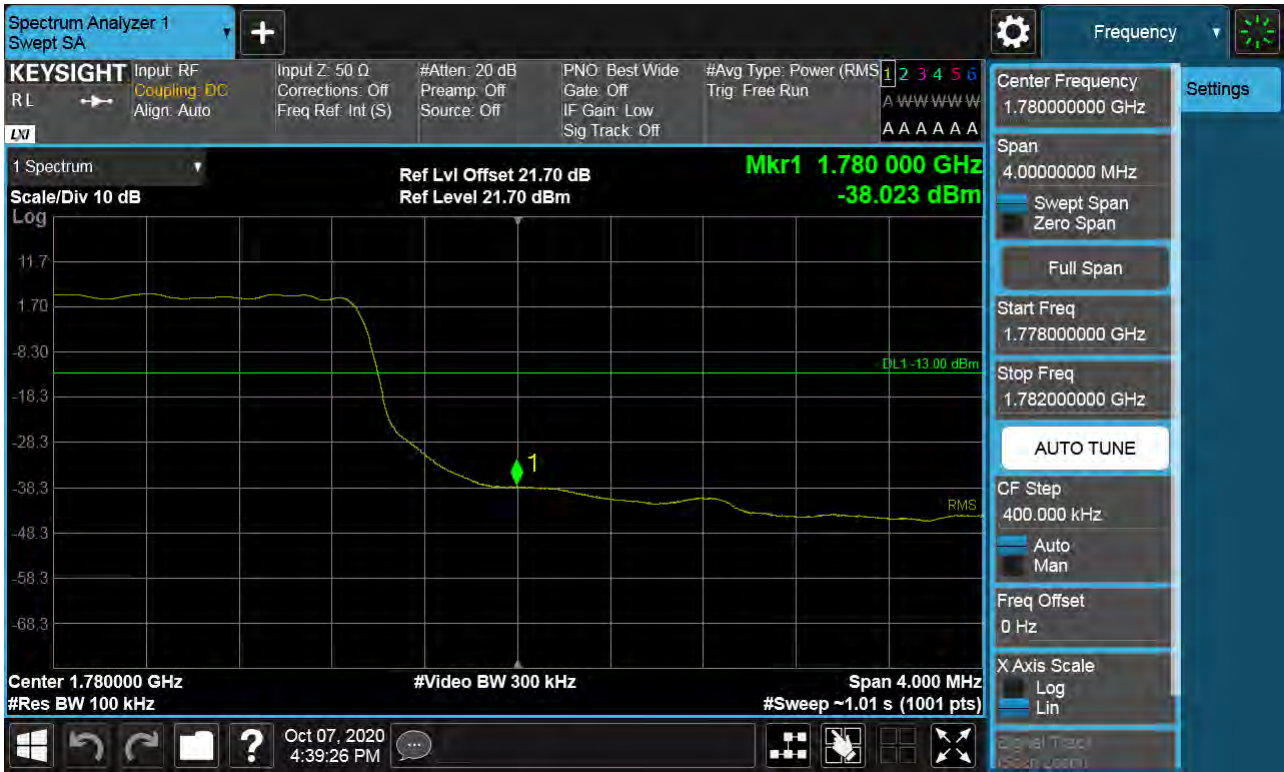 Spectrum Analyzer 1
Swept SA
Frequency
KEYSIGHT
R L
LXI
Input: RF
Coupling: DC
Align: Auto
Input Z: 50 Ω
Corrections: Off
Freq Ref: Int (S)
#Atten: 20 dB
Preamp: Off
Source: Off
PNO: Best Wide
Gate: Off
IF Gain: Low
Sig Track: Off
#Avg Type: Power (RMS
Trig: Free Run
1 2 3 4 5 6
A W W W W W
A A A A A A
1 Spectrum
Scale/Div 10 dB
Log
Ref Lvl Offset 21.70 dB
Ref Level 21.70 dBm
Mkr1 1.780 000 GHz
-38.023 dBm
11.7
1.70
-8.30
-18.3
-28.3
-38.3
-48.3
-58.3
-68.3
DL1 -13.00 dBm
1
RMS
Center 1.780000 GHz
#Res BW 100 kHz
#Video BW 300 kHz
Span 4.000 MHz
#Sweep ~1.01 s (1001 pts)
Oct 07, 2020
4:39:26 PM
Center Frequency
1.780000000 GHz
Span
4.00000000 MHz
Swept Span
Zero Span
Full Span
Start Freq
1.778000000 GHz
Stop Freq
1.782000000 GHz
AUTO TUNE
CF Step
400.000 kHz
Auto
Man
Freq Offset
0 Hz
X Axis Scale
Log
Lin
Signal Track
(Span Zoom)
Settings